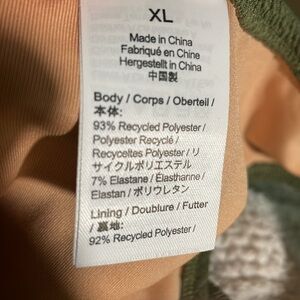 XL
Made in China
Fabriqué en Chine
Hergestellt in China
中国製
Body / Corps / Oberteil /
本体:
93% Recycled Polyester /
Polyester Recyclé /
Recyceltes Polyester / リ
サイクルポリエステル
7% Elastane / Élasthanne /
Elastan / ポリウレタン
Lining / Doublure / Futter
/ 裏地:
92% Recycled Polyester /